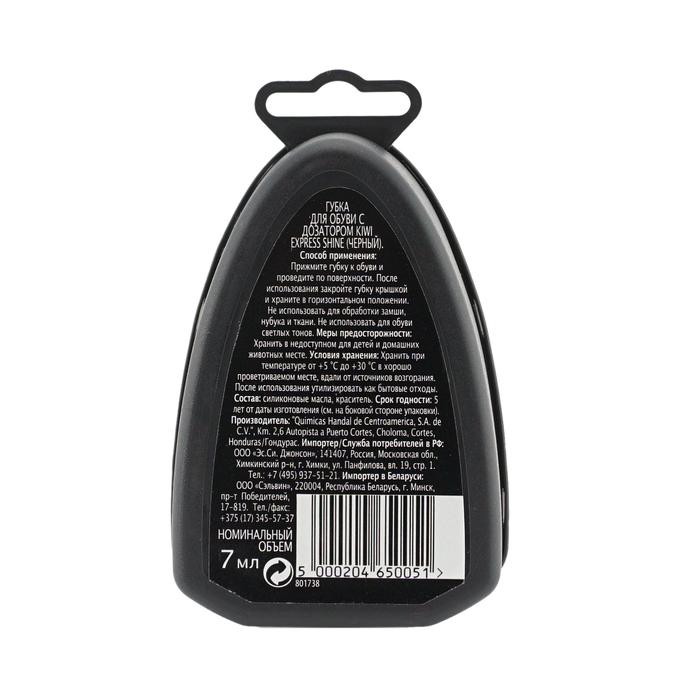 ГУБКА
ДЛЯ ОБУВИ С
ДОЗАТОРОМ KIWI
EXPRESS SHINE (ЧЕРНЫЙ).
Способ применения:
Прижмите губку к обуви и
проведите по поверхности. После
использования закройте губку крышкой
и храните в горизонтальном положении.
Не использовать для обработки замши,
нубука и ткани. Не использовать для обуви
светлых тонов. Меры предосторожности:
Хранить в недоступном для детей и домашних
животных месте. Условия хранения: Хранить при
температуре от +5 °С до +30 °С в хорошо
проветриваемом месте, вдали от источников возгорания.
После использования утилизировать как бытовые отходы.
Состав: силиконовые масла, краситель. Срок годности: 5
лет от даты изготовления (см. на боковой стороне упаковки).
Производитель: "Quimicas Handal de Centroamerica, S.A. de
C.V.", Km. 2,6 Autopista a Puerto Cortes, Choloma, Cortes,
Honduras/Гондурас. Импортер/Служба потребителей в РФ:
ООО «Эс.Си. Джонсон», 141407, Россия, Московская обл.,
Химкинский р-н, г. Химки, ул. Панфилова, вл. 19, стр. 1.
Тел.: +7 (495) 937-51-21. Импортер в Беларуси:
ООО «Сэльвин», 220004, Республика Беларусь, г. Минск,
пр-т Победителей,
17-819. Тел./факс:
+375 (17) 345-57-37
НОМИНАЛЬНЫЙ
ОБЪЕМ
7 мл
5 000204 650051 >
801738